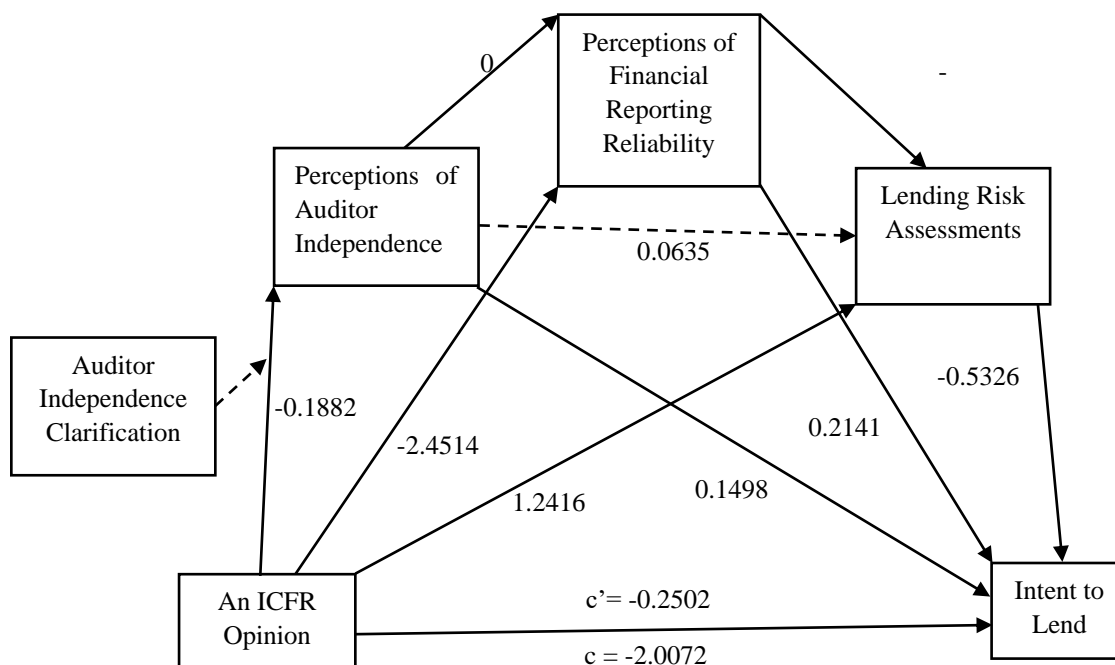 Perceptions of
Financial
Reporting
Reliability
0
-
Perceptions of
Auditor
Independence
Lending Risk
Assessments
0.0635
Auditor
Independence
Clarification
-0.1882
-2.4514
1.2416
0.1498
0.2141
-0.5326
An ICFR
Opinion
c’= -0.2502
c = -2.0072
Intent to
Lend